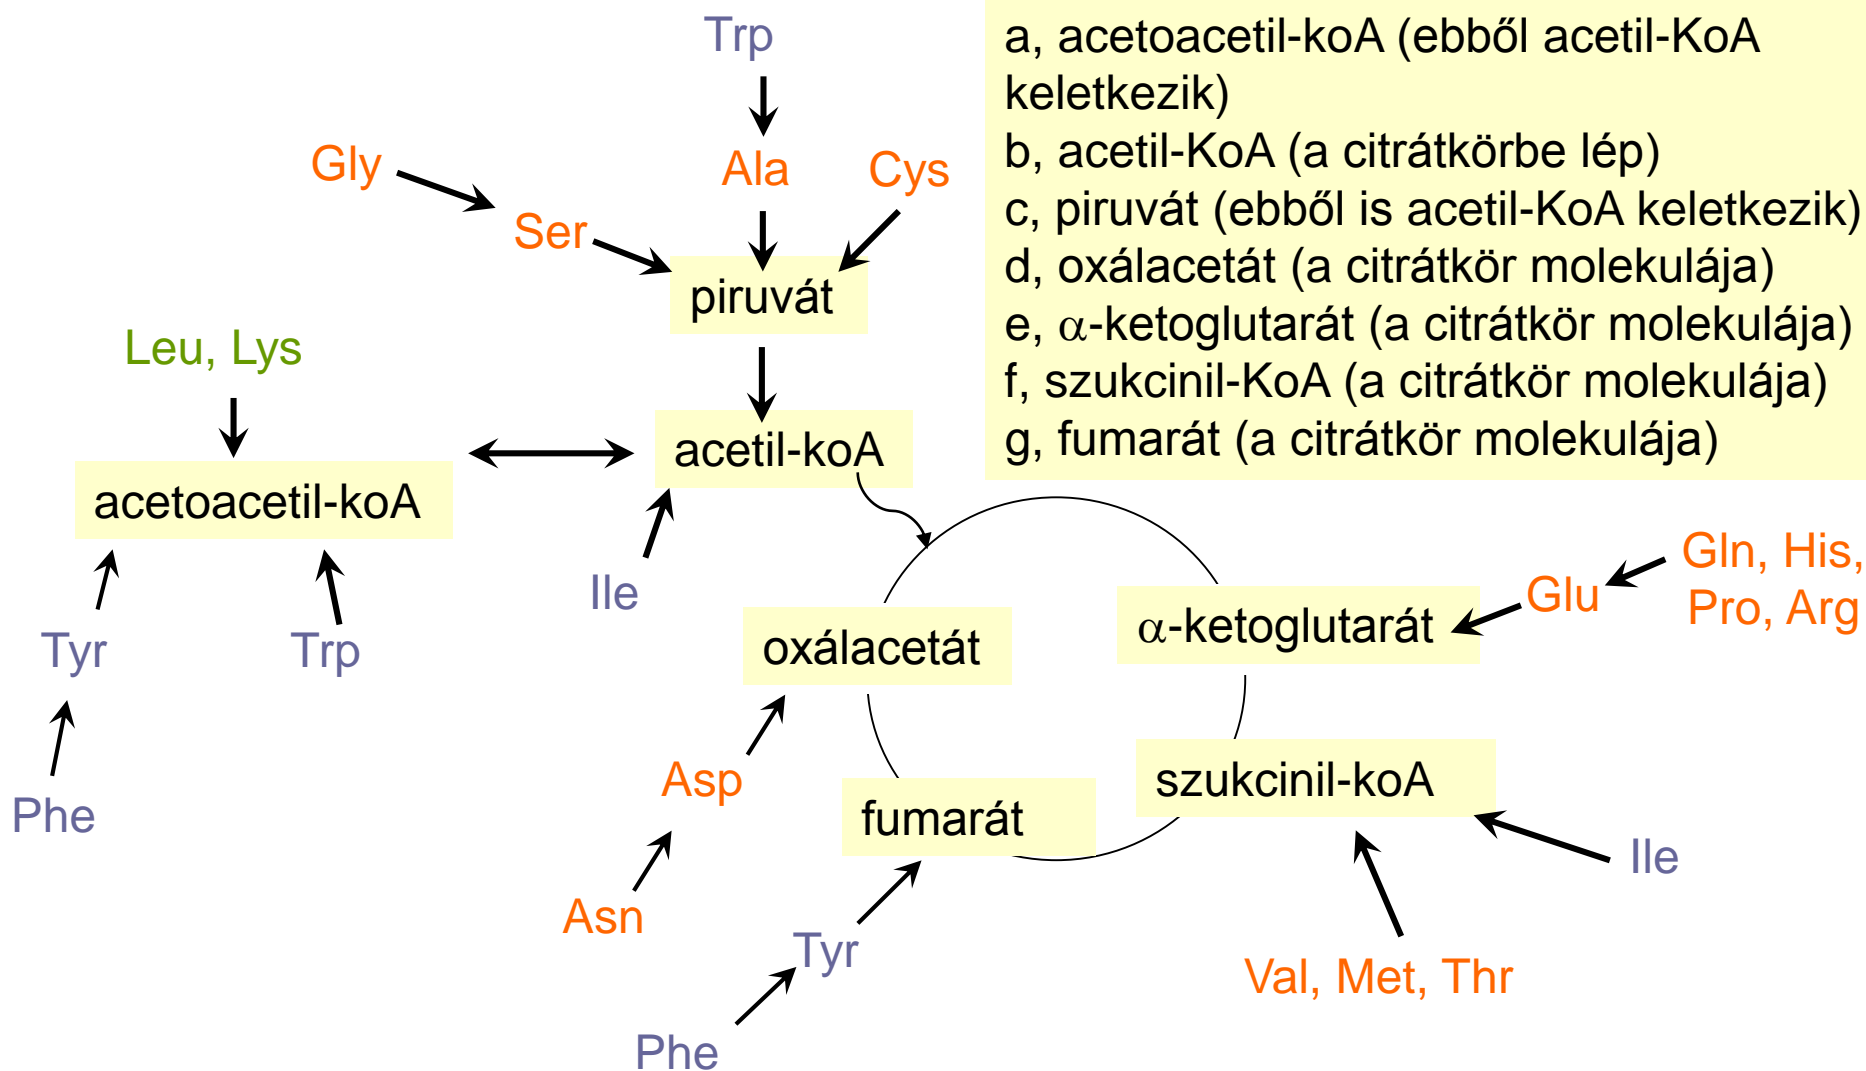 Trp
a, acetoacetil-koA (ebből acetil-KoA
keletkezik)
b, acetil-KoA (a citrátkörbe lép)
c, piruvát (ebből is acetil-KoA keletkezik)
d, oxálacetát (a citrátkör molekulája)
e, α-ketoglutarát (a citrátkör molekulája)
f, szukcinil-KoA (a citrátkör molekulája)
g, fumarát (a citrátkör molekulája)
Gly
Ala
Cys
Ser
piruvát
Leu, Lys
acetil-koA
acetoacetil-koA
Ile
Gln, His,
Pro, Arg
Glu
α-ketoglutarát
oxálacetát
Tyr
Trp
Asp
szukcinil-koA
Phe
fumarát
Ile
Asn
Tyr
Val, Met, Thr
Phe